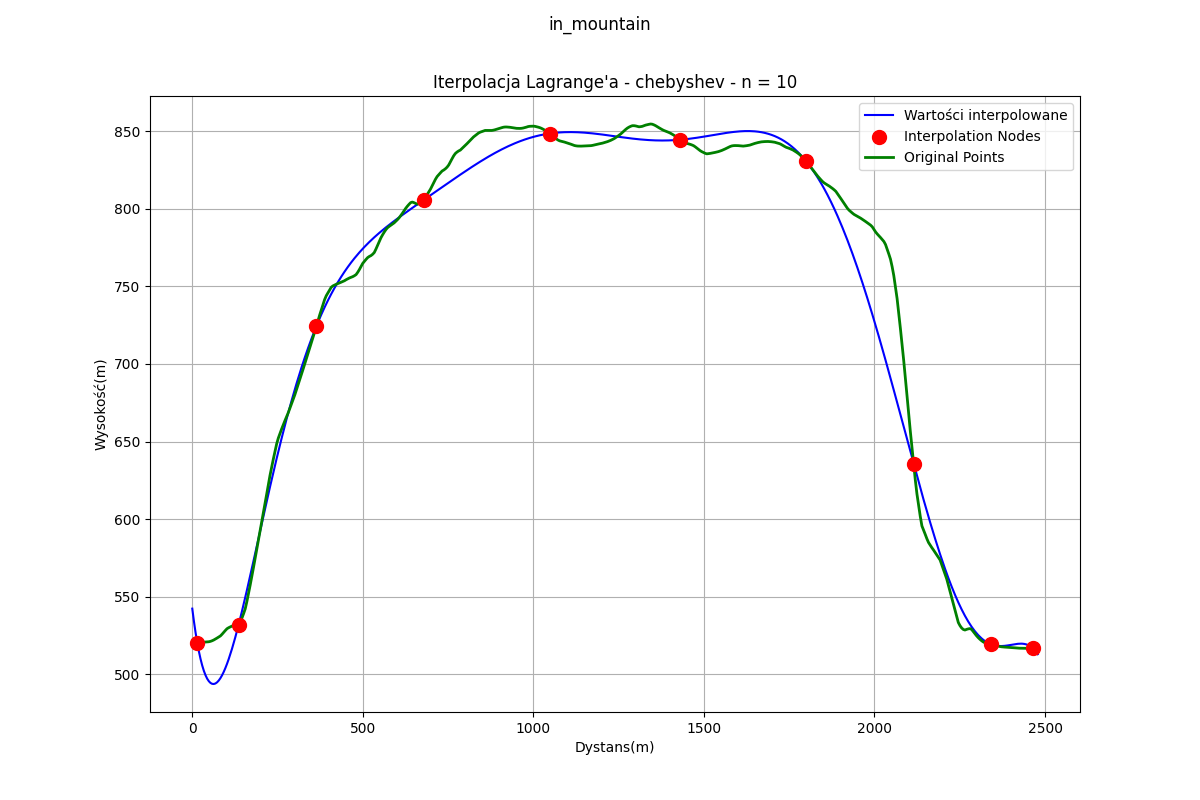 in_mountain
Iterpolacja Lagrange'a - chebyshev - n = 10
Wartości interpolowane
Interpolation Nodes
Original Points
850
800
750
700
650
600
550
500
Wysokość(m)
0 500 1000 1500 2000 2500
Dystans(m)